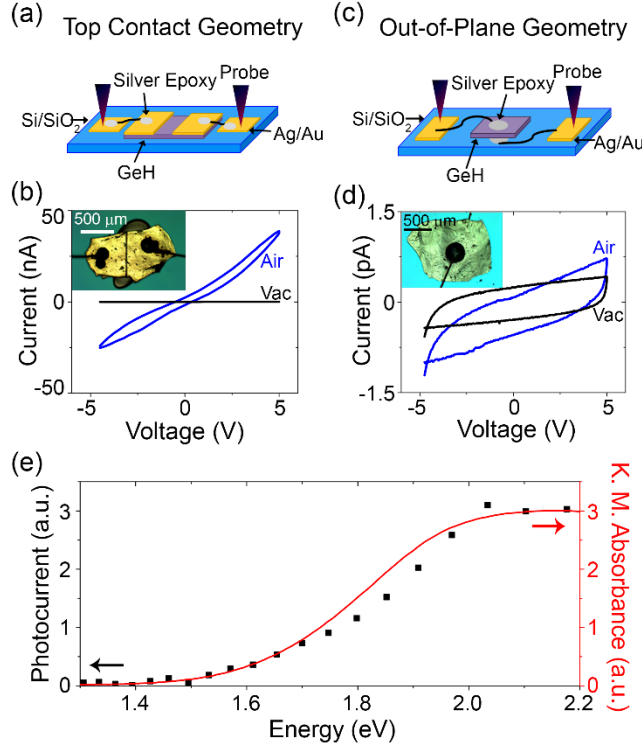 (a) Top Contact Geometry
Silver Epoxy
Probe
Si/SiO2
Ag/Au
GeH
(c) Out-of-Plane Geometry
Silver Epoxy
Probe
Si/SiO2
Ag/Au
GeH
(b)
500 μm
Air
Vac
50
0
-50
Current (nA)
-5 0 5
Voltage (V)
(d)
500 μm
Air
Vac
1.5
0
-1.5
Current (pA)
-5 0 5
Voltage (V)
(e)
Photocurrent (a.u.)
3
2
1
0
1.4 1.6 1.8 2.0 2.2
Energy (eV)
3
2
1
0
K. M. Absorbance (a.u.)